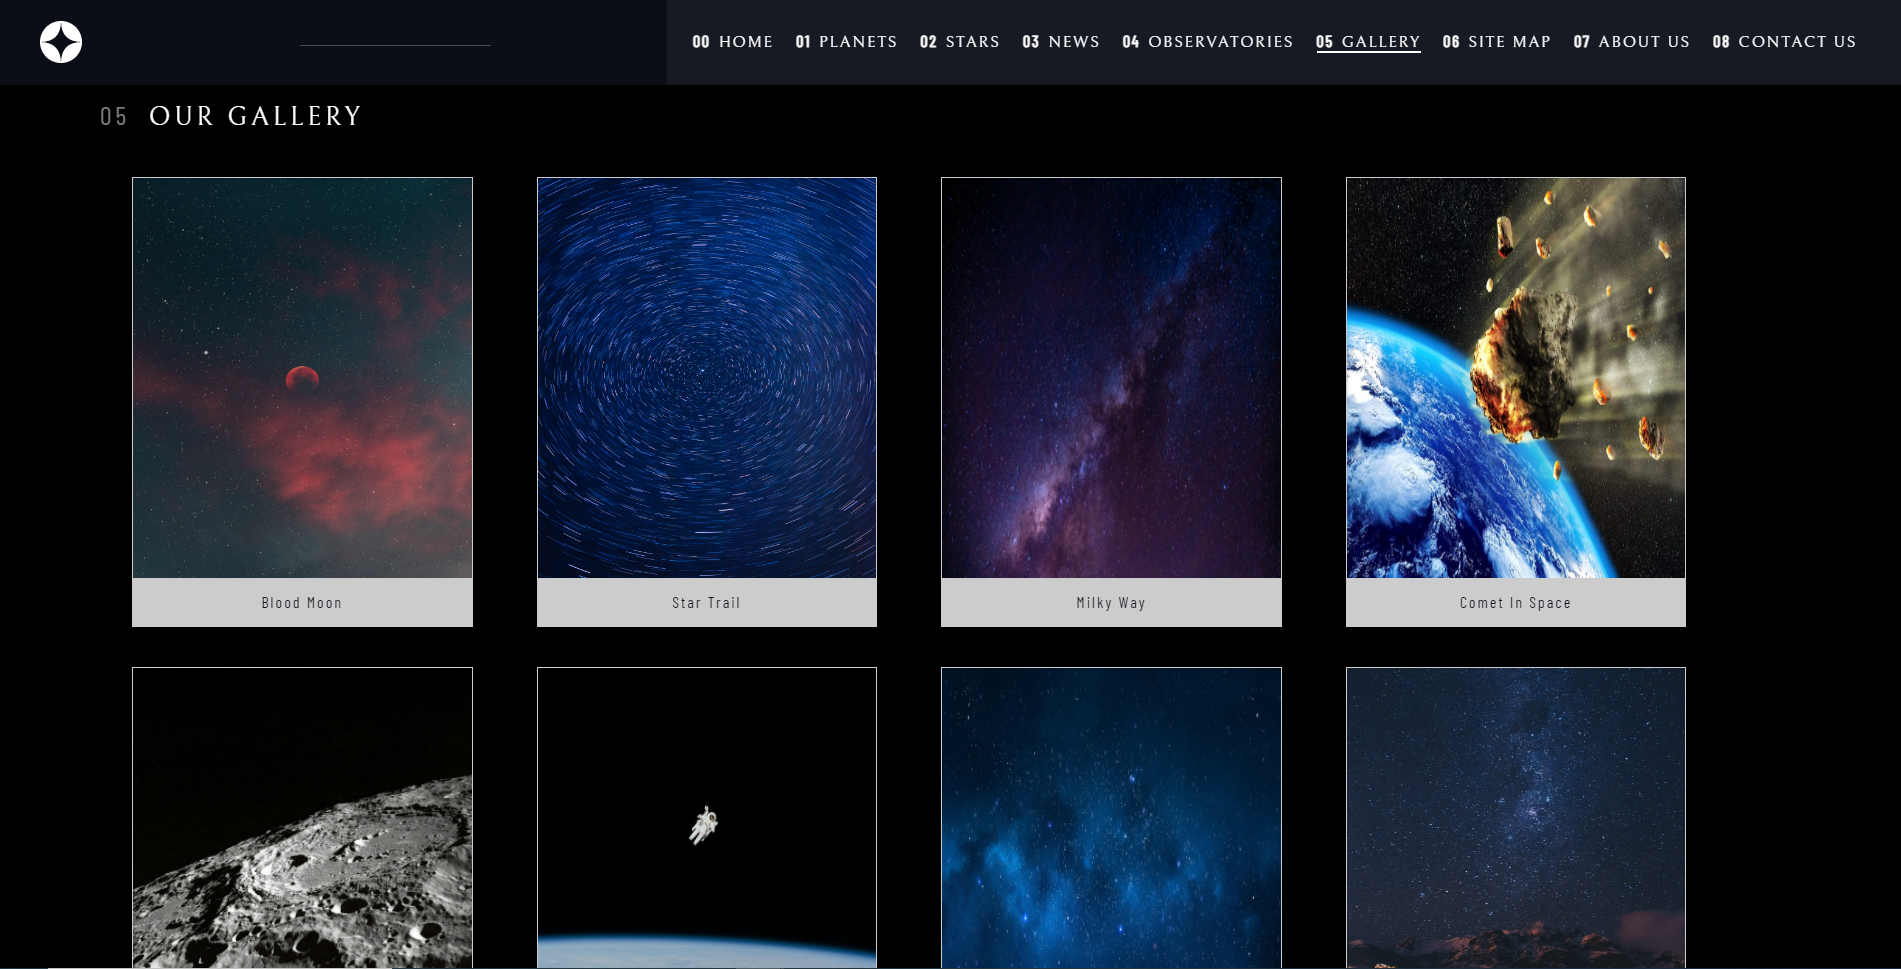 00 HOME 01 PLANETS 02 STARS 03 NEWS 04 OBSERVATORIES 05 GALLERY 06 SITE MAP 07 ABOUT US 08 CONTACT US
05 OUR GALLERY
Blood Moon
Star Trail
Milky Way
Comet In Space